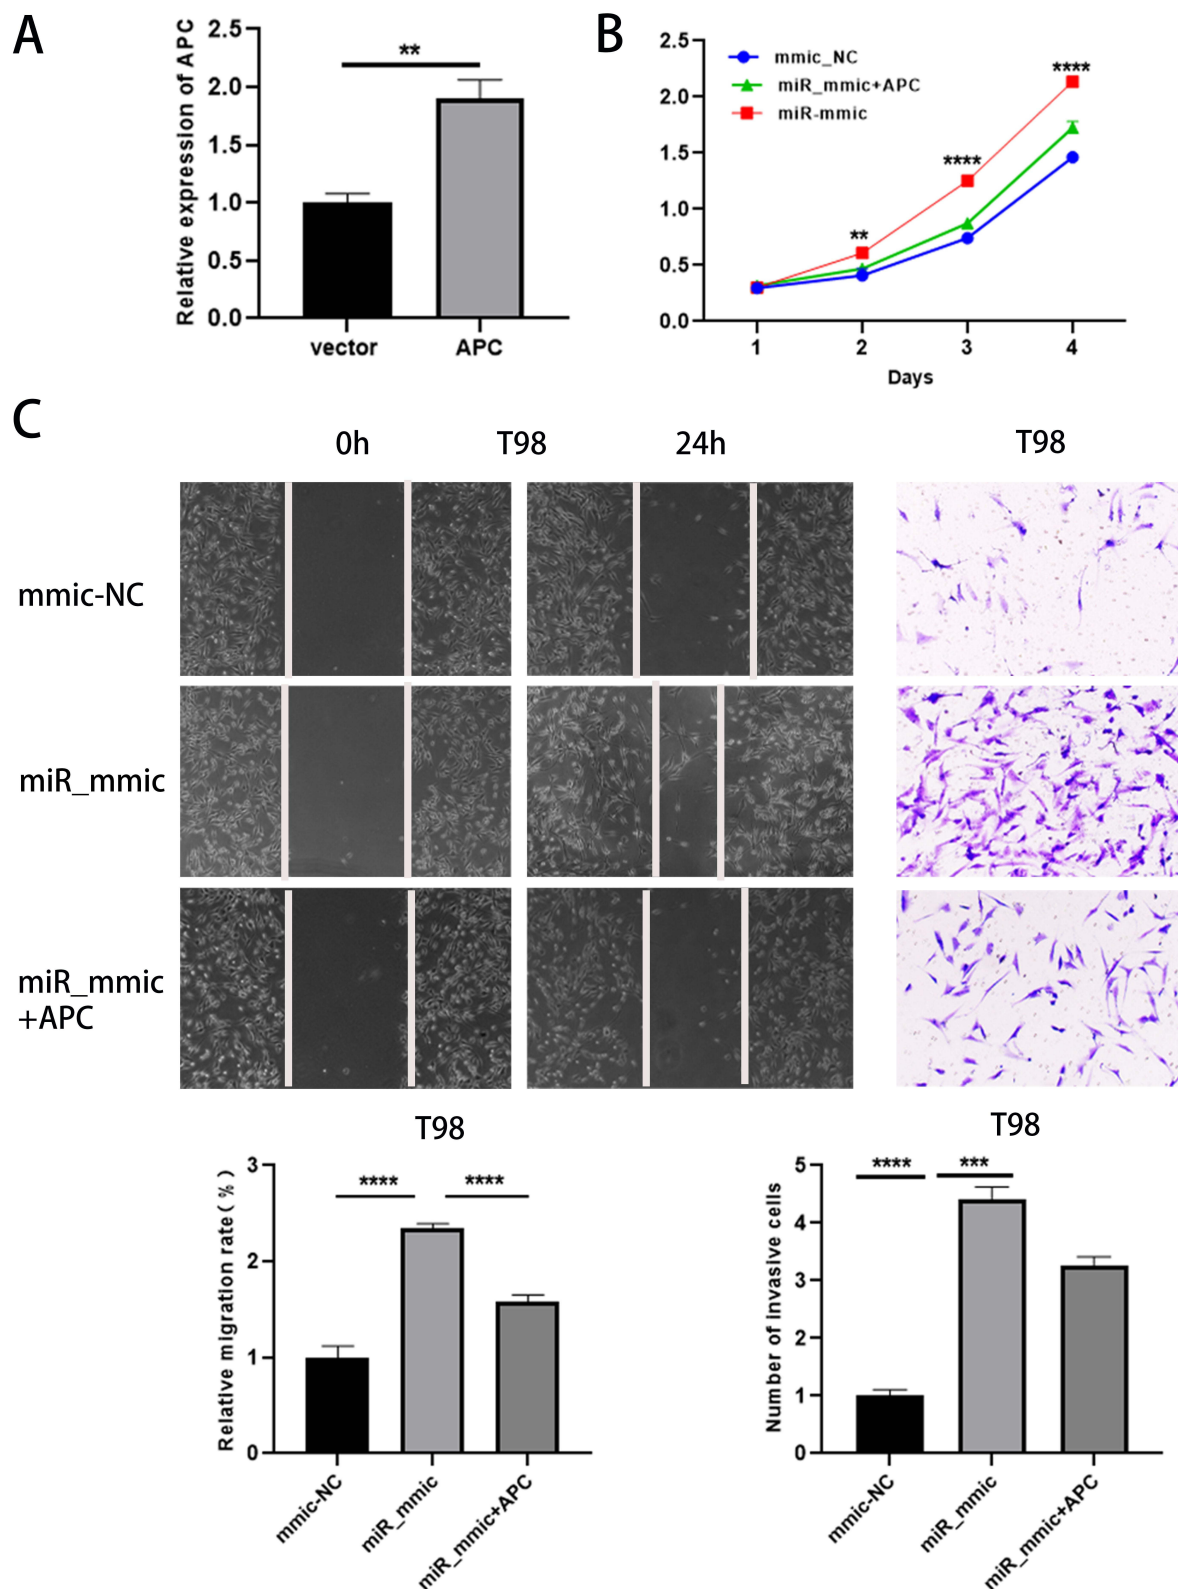 A
Relative expression of APC
2.5
2.0
1.5
1.0
0.5
0.0
**
vector
APC
B
2.5
2.0
1.5
1.0
0.5
0.0
mmic_NC
miR_mmic+APC
miR-mmic
**
****
****
1
2
3
4
Days
C
0h
T98
24h
T98
mmic-NC
miR_mmic
miR_mmic
+APC
T98
Relative migration rate(%)
3
2
1
0
****
****
mmic-NC
miR_mmic
miR_mmic+APC
T98
Number of invasive cells
5
4
3
2
1
0
****
***
mmic-NC
miR_mmic
miR_mmic+APC